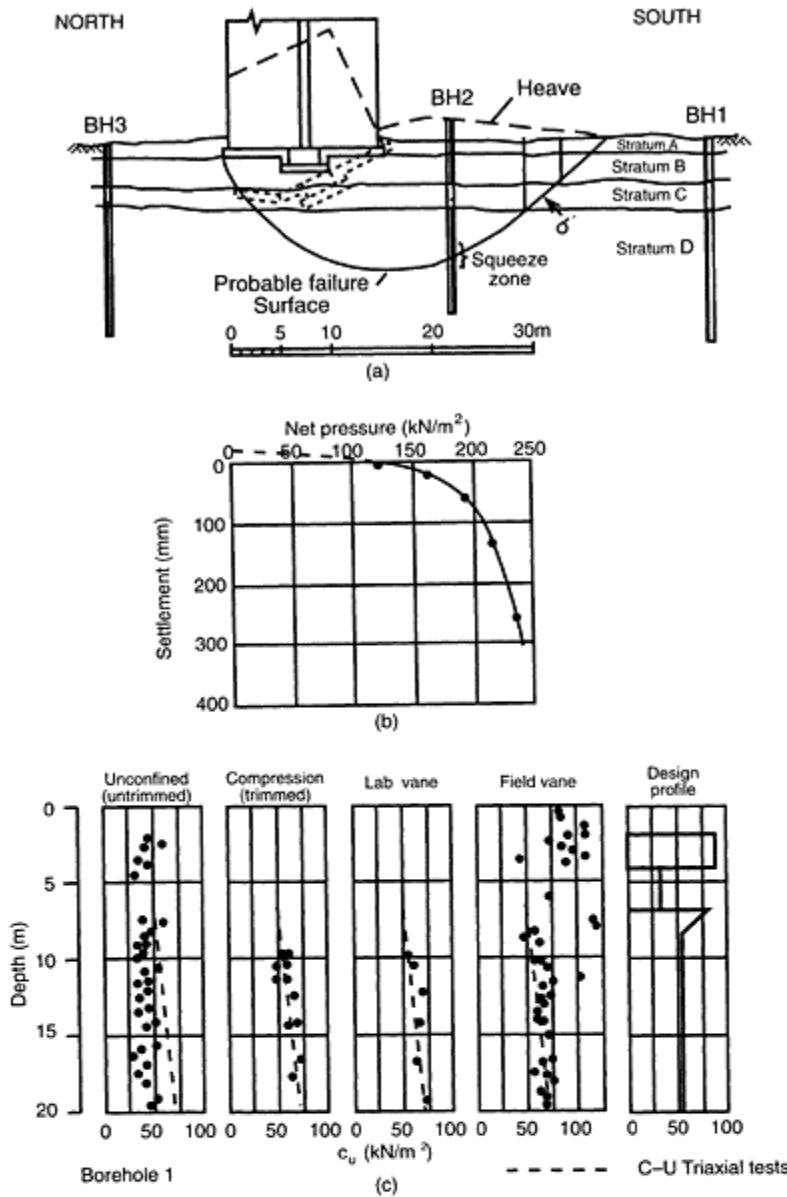 NORTH
SOUTH
BH3
BH2
Heave
BH1
Stratum A
Stratum B
Stratum C
σ'
Squeeze
zone
Stratum D
Probable failure
Surface
0 10 20 30m
(a)
Net pressure (kN/m²)
0 50 100 150 200 250
Settlement (mm)
0
100
200
300
400
(b)
Unconfined
(untrimmed)
Compression
(trimmed)
Lab vane
Field vane
Design
profile
Depth (m)
0
5
10
15
20
0 50 100
0 50 100
0 50 100
0 50 100
0 50 100
cᵤ (kN/m²)
Borehole 1
C–U Triaxial tests
(c)